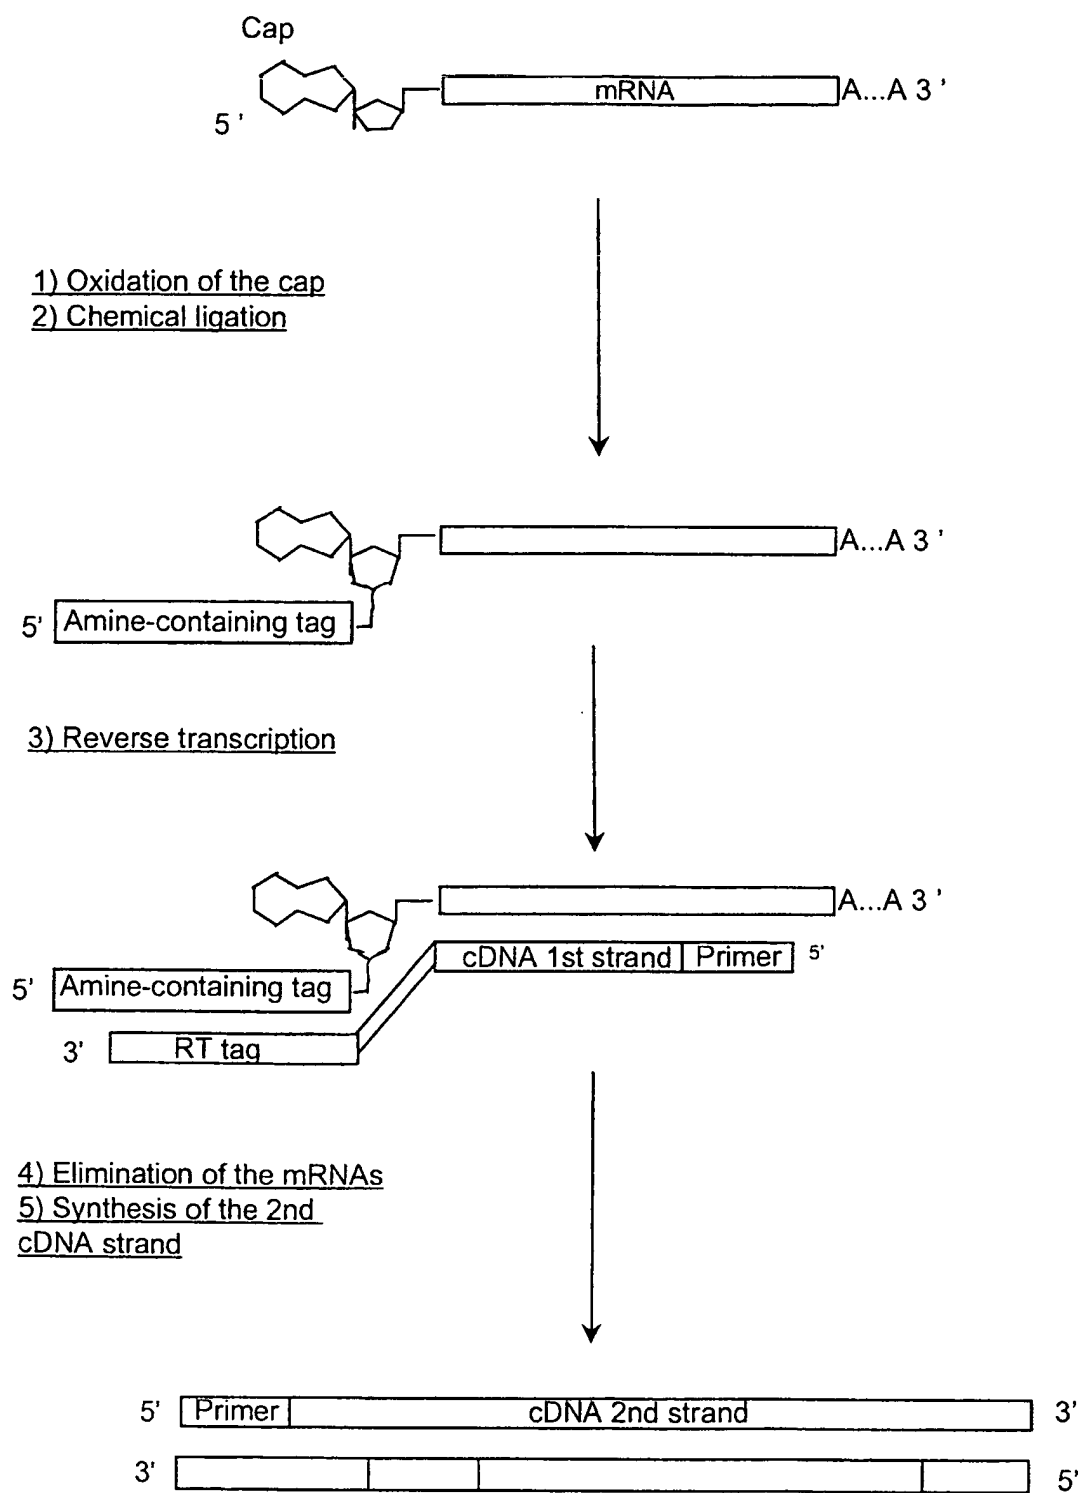 Cap
mRNA
A...A 3 '
5 '
1) Oxidation of the cap
2) Chemical ligation
A...A 3 '
5' Amine-containing tag
3) Reverse transcription
A...A 3 '
cDNA 1st strand Primer 5'
5' Amine-containing tag
3' RT tag
4) Elimination of the mRNAs
5) Synthesis of the 2nd
cDNA strand
5' Primer cDNA 2nd strand 3'
3' 5'